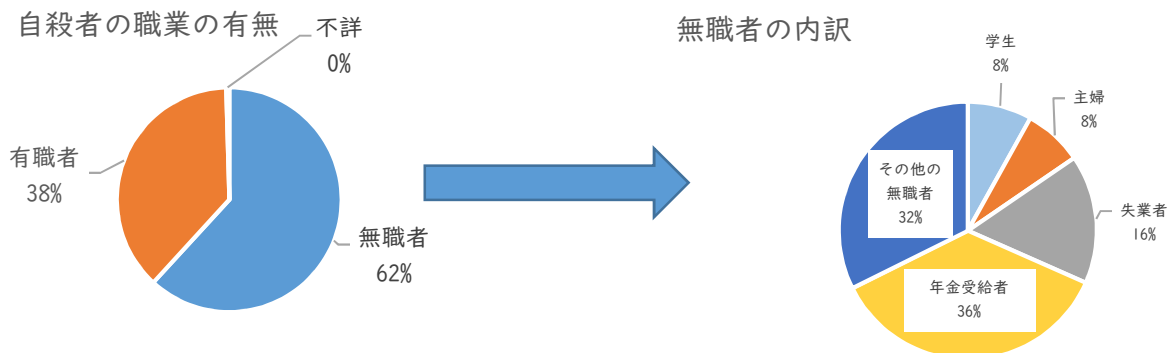 自殺者の職業の有無
不詳
0%
有職者
38%
無職者
62%
無職者の内訳
学生
8%
主婦
8%
失業者
16%
年金受給者
36%
その他の
無職者
32%